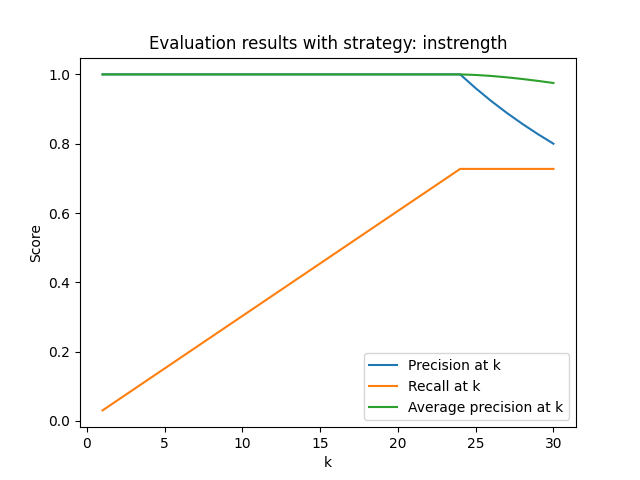 Evaluation results with strategy: instrength
1.0
0.8
0.6
0.4
0.2
0.0
Score
0 5 10 15 20 25 30
k
Precision at k
Recall at k
Average precision at k